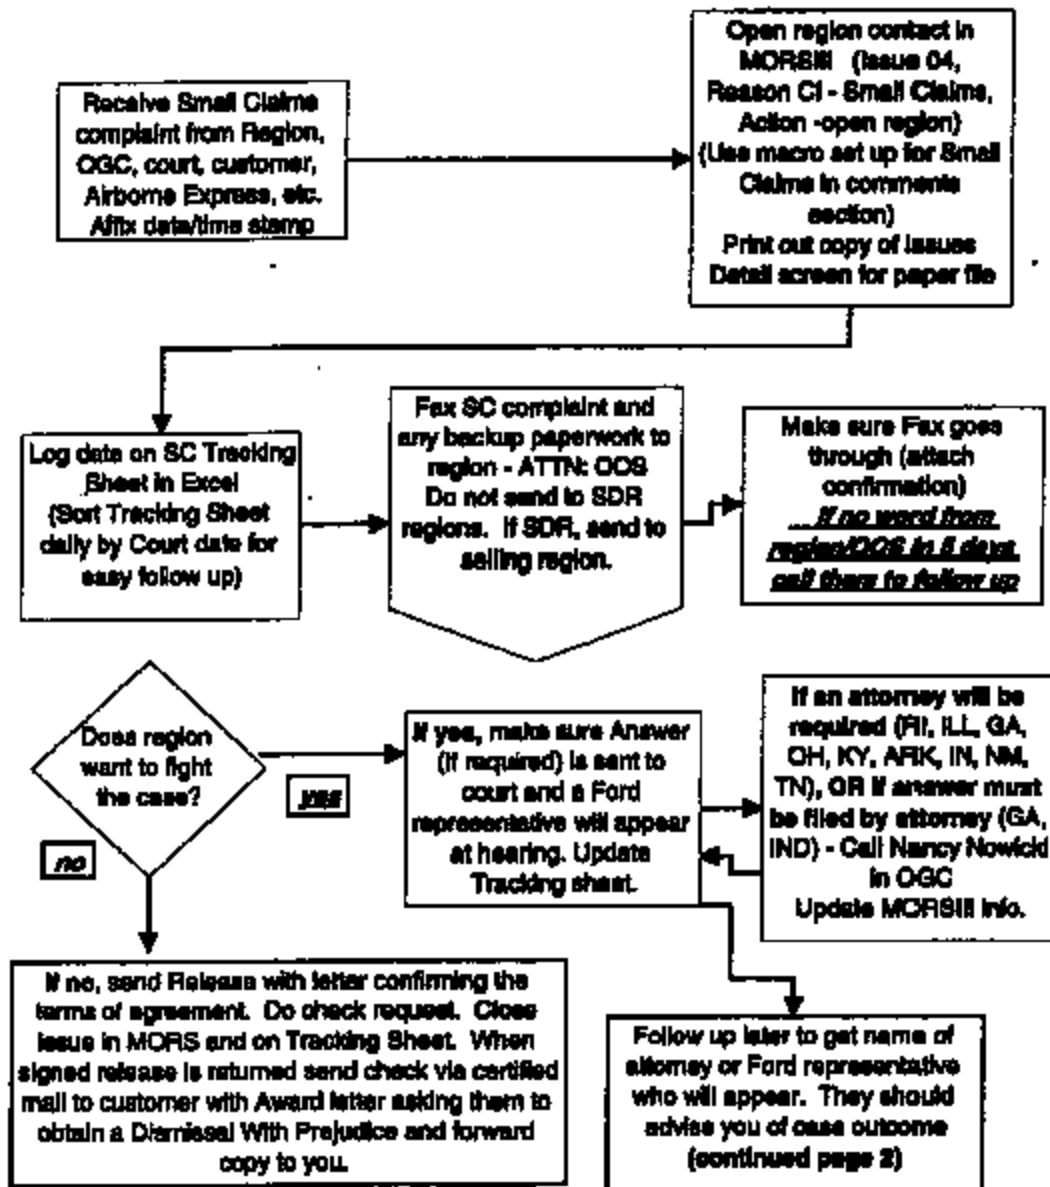 Receive Small Claims
complaint from Region,
OGC, court, customer,
Airborne Express, etc.
Affix date/time stamp
Open region contact in
MORSIII (Issue 04,
Reason CI - Small Claims,
Action -open region)
(Use macro set up for Small
Claims in comments
section)
Print out copy of Issues
Detail screen for paper file
Log data on SC Tracking
Sheet in Excel
(Sort Tracking Sheet
daily by Court date for
easy follow up)
Fax SC complaint and
any backup paperwork to
region - ATTN: OOS
Do not send to SDR
regions. If SDR, send to
selling region.
Make sure Fax goes
through (attach
confirmation)
If no word from
region/OOS in 5 days
call them to follow up
Does region
want to fight
the case?
yes
no
If yes, make sure Answer
(if required) is sent to
court and a Ford
representative will appear
at hearing. Update
Tracking sheet.
If an attorney will be
required (RI, ILL, GA,
OH, KY, ARK, IN, NM,
TN), OR if answer must
be filed by attorney (GA,
IND) - Call Nancy Nowicki
in OGC
Update MORSIII info.
If no, send Release with letter confirming the
terms of agreement. Do check request. Close
issue in MORS and on Tracking Sheet. When
signed release is returned send check via certified
mail to customer with Award letter asking them to
obtain a Dismissal With Prejudice and forward
copy to you.
Follow up later to get name of
attorney or Ford representative
who will appear. They should
advise you of case outcome
(continued page 2)